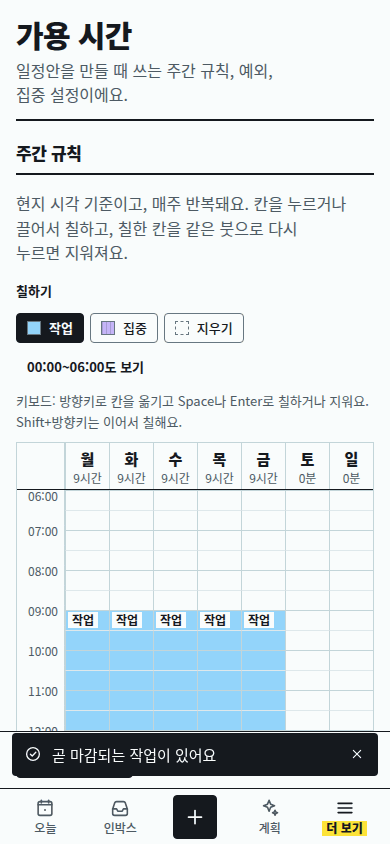 가용 시간
일정안을 만들 때 쓰는 주간 규칙, 예외,
집중 설정이에요.
주간 규칙
현지 시각 기준이고, 매주 반복돼요. 칸을 누르거나
끌어서 칠하고, 칠한 칸을 같은 붓으로 다시
누르면 지워져요.
칠하기
작업 집중 지우기
00:00~06:00도 보기
키보드: 방향키로 칸을 옮기고 Space나 Enter로 칠하거나 지워요.
Shift+방향키는 이어서 칠해요.
월 화 수 목 금 토 일
9시간 9시간 9시간 9시간 9시간 0분 0분
06:00
07:00
08:00
09:00 작업 작업 작업 작업 작업
10:00
11:00
곧 마감되는 작업이 있어요
오늘 인박스 계획 더 보기